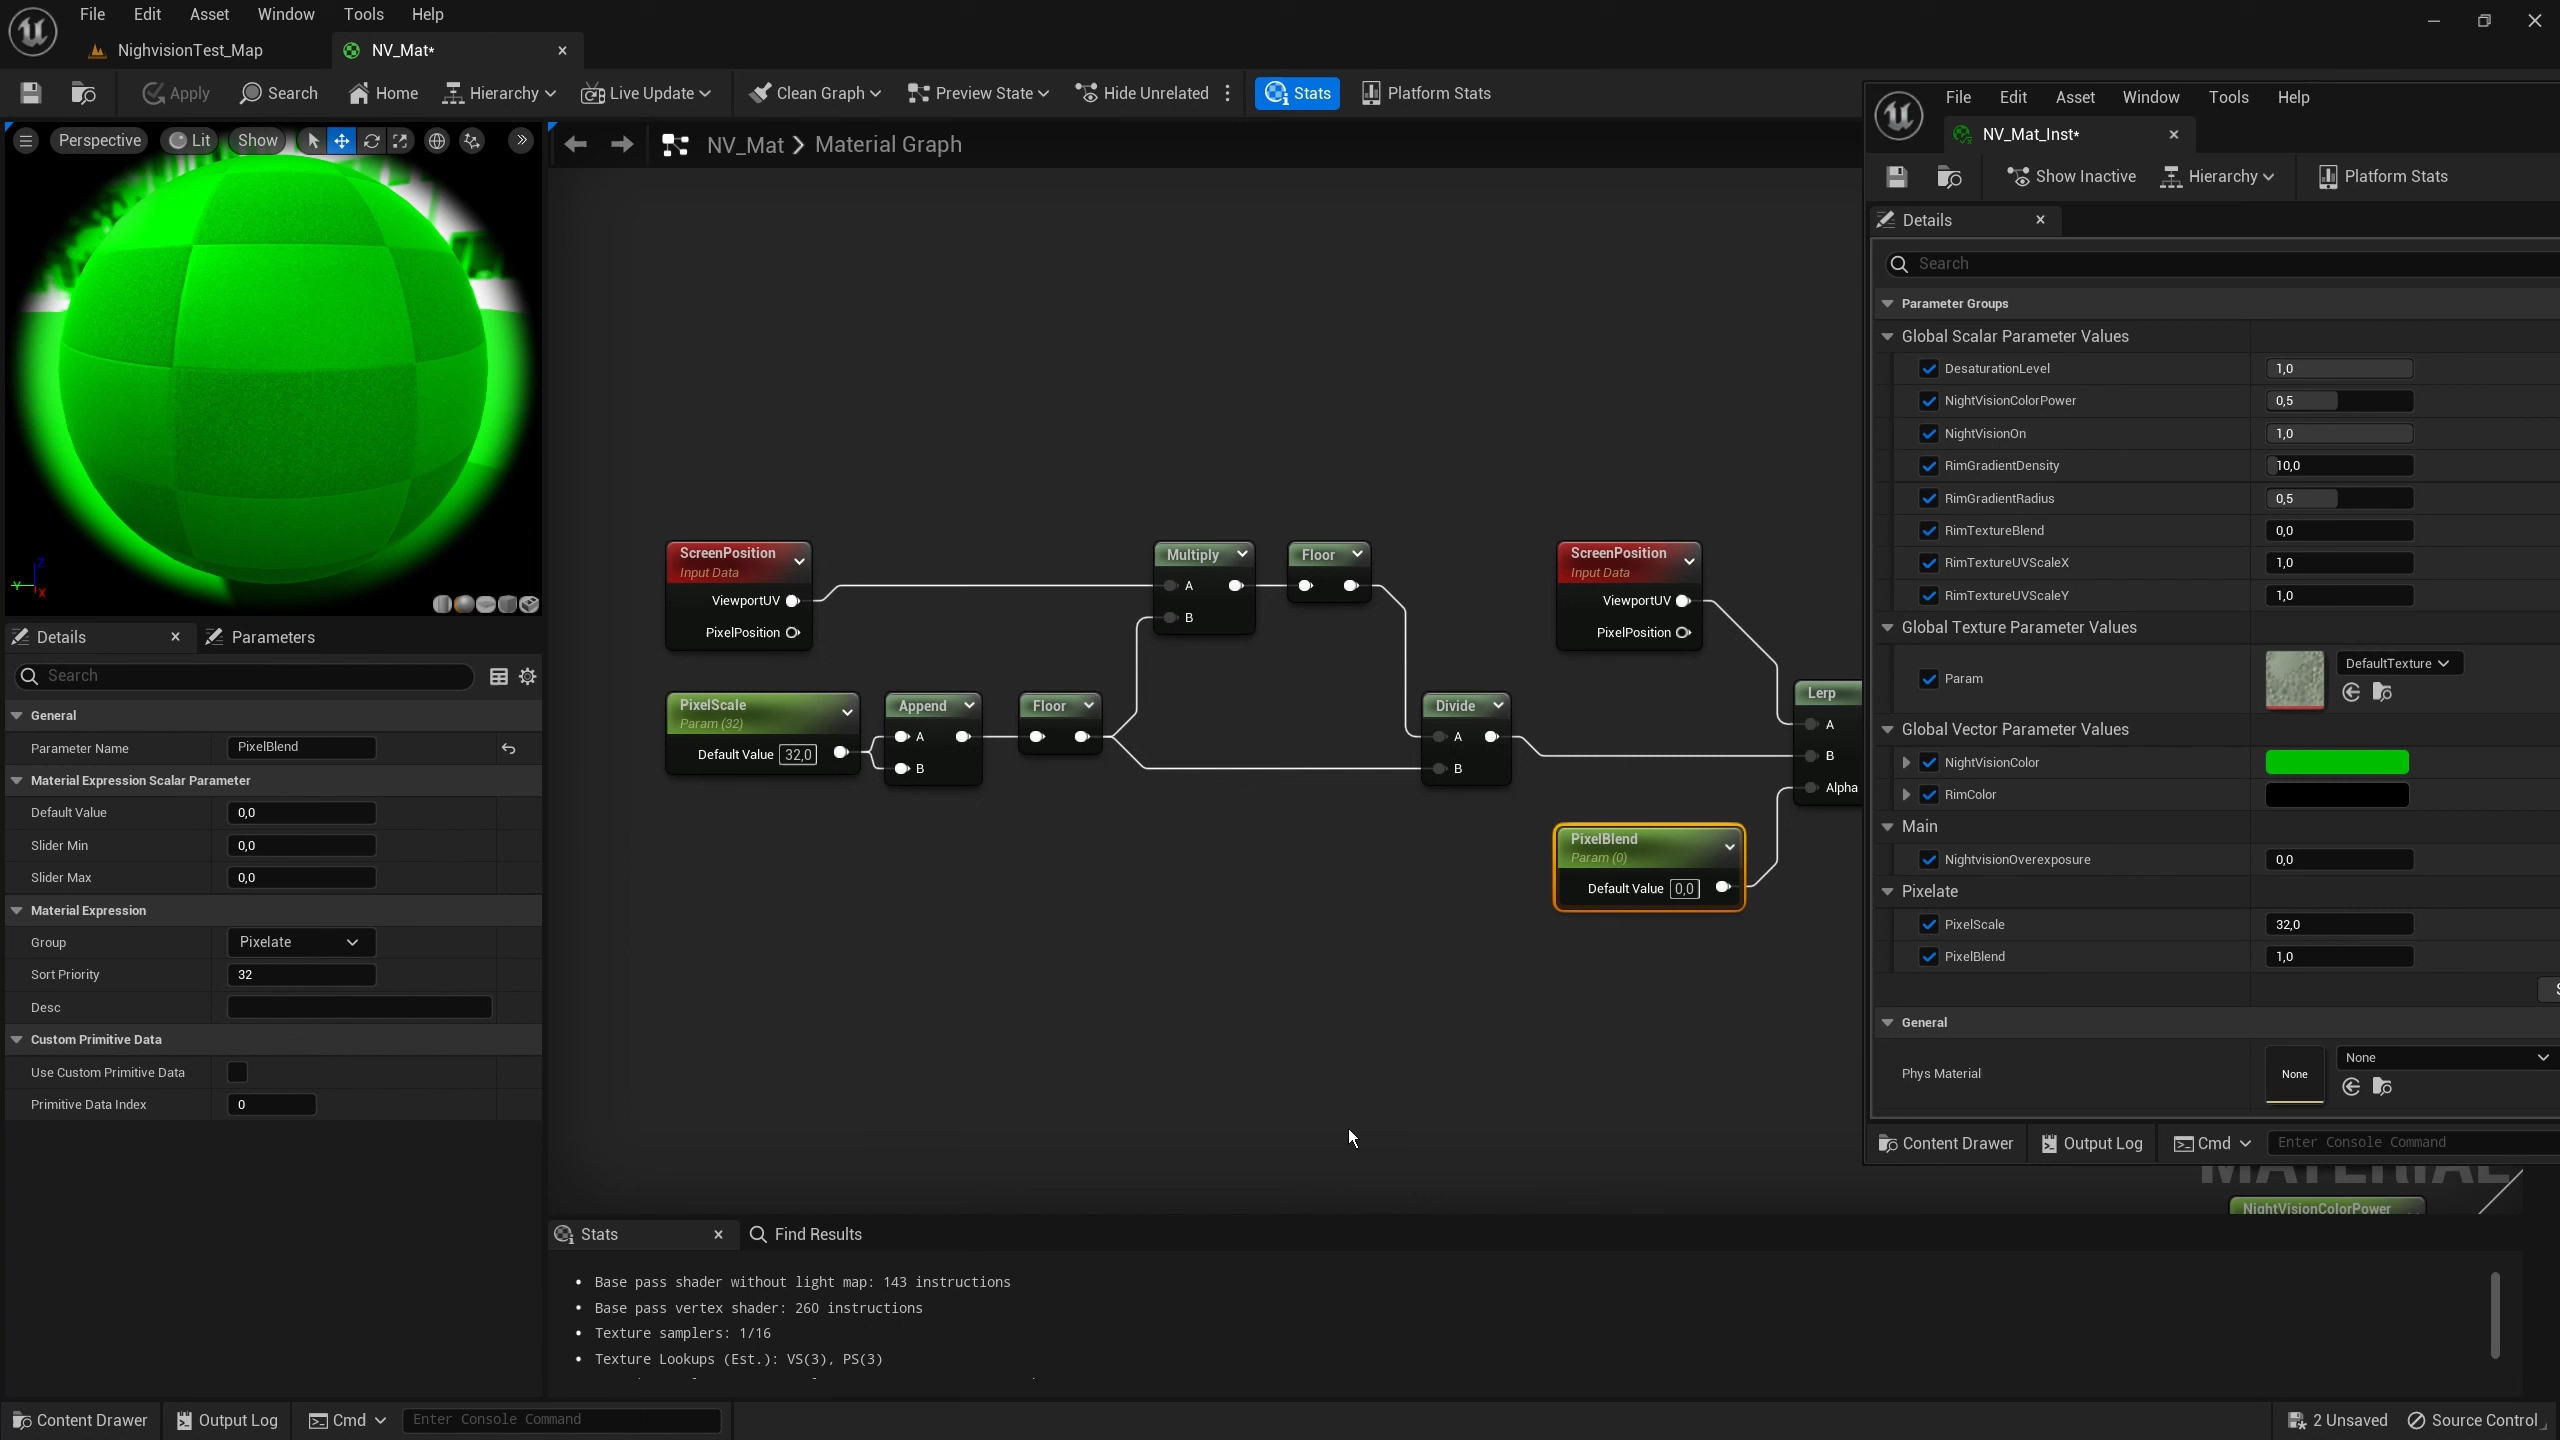 File Edit Asset Window Tools Help
NighvisionTest_Map
NV_Mat*
Apply Search Home Hierarchy Live Update Clean Graph Preview State Hide Unrelated Stats Platform Stats
Perspective Lit Show
NV_Mat > Material Graph
ScreenPosition
Input Data
ViewportUV
PixelPosition
Multiply
A
B
Floor
ScreenPosition
Input Data
ViewportUV
PixelPosition
PixelScale
Param (32)
Default Value 32,0
Append
A
B
Floor
Divide
A
B
Lerp
A
B
Alpha
PixelBlend
Param (0)
Default Value 0,0
MATERIAL
NightVisionColorPower
Details Parameters
Search
General
Parameter Name PixelBlend
Material Expression Scalar Parameter
Default Value 0,0
Slider Min 0,0
Slider Max 0,0
Material Expression
Group Pixelate
Sort Priority 32
Desc
Custom Primitive Data
Use Custom Primitive Data
Primitive Data Index 0
Stats Find Results
• Base pass shader without light map: 143 instructions
• Base pass vertex shader: 260 instructions
• Texture samplers: 1/16
• Texture Lookups (Est.): VS(3), PS(3)
Content Drawer Output Log Cmd Enter Console Command
2 Unsaved Source Control
File Edit Asset Window Tools Help
NV_Mat_Inst*
Show Inactive Hierarchy Platform Stats
Details
Search
Parameter Groups
Global Scalar Parameter Values
DesaturationLevel 1,0
NightVisionColorPower 0,5
NightVisionOn 1,0
RimGradientDensity 10,0
RimGradientRadius 0,5
RimTextureBlend 0,0
RimTextureUVScaleX 1,0
RimTextureUVScaleY 1,0
Global Texture Parameter Values
Param DefaultTexture
Global Vector Parameter Values
NightVisionColor
RimColor
Main
NightvisionOverexposure 0,0
Pixelate
PixelScale 32,0
PixelBlend 1,0
General
Phys Material None None
Content Drawer Output Log Cmd Enter Console Command